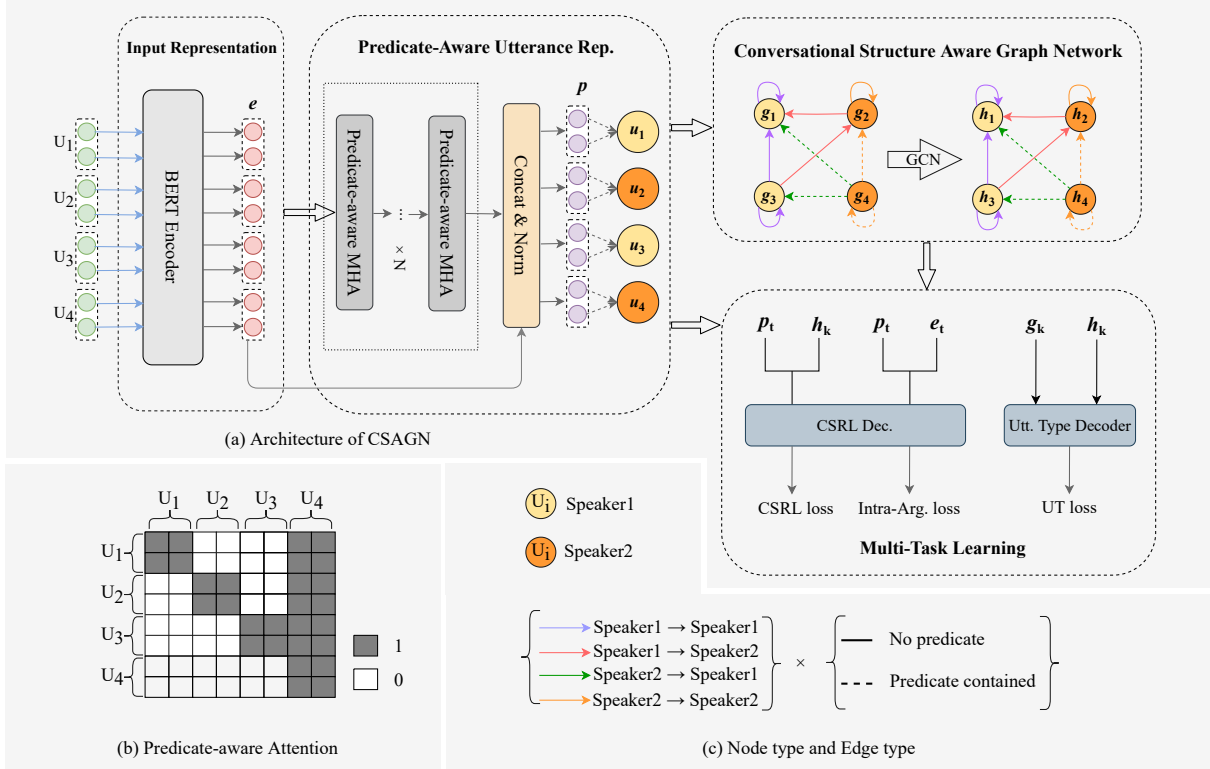 Input Representation
Predicate-Aware Utterance Rep.
Conversational Structure Aware Graph Network
e
p
U1
U2
U3
U4
BERT Encoder
Predicate-aware MHA
...
× N
Predicate-aware MHA
Concat & Norm
u1
u2
u3
u4
g1
g2
g3
g4
GCN
h1
h2
h3
h4
pt
hk
pt
et
gk
hk
CSRL Dec.
Utt. Type Decoder
CSRL loss
Intra-Arg. loss
UT loss
Multi-Task Learning
(a) Architecture of CSAGN
U1 U2 U3 U4
U1
U2
U3
U4
1
0
(b) Predicate-aware Attention
Ui Speaker1
Ui Speaker2
Speaker1 → Speaker1
Speaker1 → Speaker2
Speaker2 → Speaker1
Speaker2 → Speaker2
×
No predicate
Predicate contained
(c) Node type and Edge type